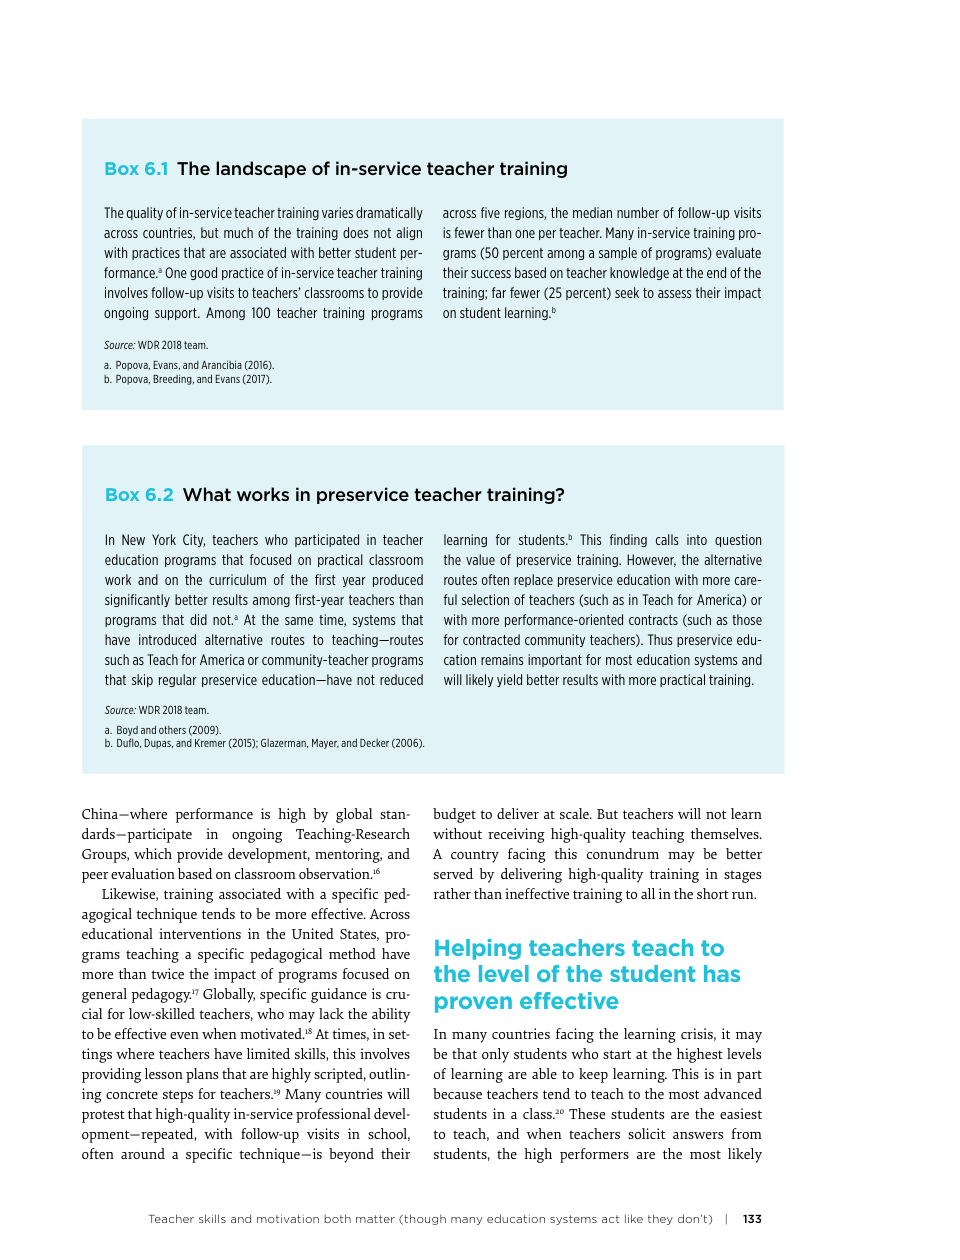 Box 6.1 The landscape of in-service teacher training
The quality of in-service teacher training varies dramatically
across countries, but much of the training does not align
with practices that are associated with better student per-
formance.a One good practice of in-service teacher training
involves follow-up visits to teachers’ classrooms to provide
ongoing support. Among 100 teacher training programs
across five regions, the median number of follow-up visits
is fewer than one per teacher. Many in-service training pro-
grams (50 percent among a sample of programs) evaluate
their success based on teacher knowledge at the end of the
training; far fewer (25 percent) seek to assess their impact
on student learning.b
Source: WDR 2018 team.
a. Popova, Evans, and Arancibia (2016).
b. Popova, Breeding, and Evans (2017).
Box 6.2 What works in preservice teacher training?
In New York City, teachers who participated in teacher
education programs that focused on practical classroom
work and on the curriculum of the first year produced
significantly better results among first-year teachers than
programs that did not.a At the same time, systems that
have introduced alternative routes to teaching—routes
such as Teach for America or community-teacher programs
that skip regular preservice education—have not reduced
learning for students.b This finding calls into question
the value of preservice training. However, the alternative
routes often replace preservice education with more care-
ful selection of teachers (such as in Teach for America) or
with more performance-oriented contracts (such as those
for contracted community teachers). Thus preservice edu-
cation remains important for most education systems and
will likely yield better results with more practical training.
Source: WDR 2018 team.
a. Boyd and others (2009).
b. Duflo, Dupas, and Kremer (2015); Glazerman, Mayer, and Decker (2006).
China—where performance is high by global stan-
dards—participate in ongoing Teaching-Research
Groups, which provide development, mentoring, and
peer evaluation based on classroom observation.16
Likewise, training associated with a specific ped-
agogical technique tends to be more effective. Across
educational interventions in the United States, pro-
grams teaching a specific pedagogical method have
more than twice the impact of programs focused on
general pedagogy.17 Globally, specific guidance is cru-
cial for low-skilled teachers, who may lack the ability
to be effective even when motivated.18 At times, in set-
tings where teachers have limited skills, this involves
providing lesson plans that are highly scripted, outlin-
ing concrete steps for teachers.19 Many countries will
protest that high-quality in-service professional devel-
opment—repeated, with follow-up visits in school,
often around a specific technique—is beyond their
budget to deliver at scale. But teachers will not learn
without receiving high-quality teaching themselves.
A country facing this conundrum may be better
served by delivering high-quality training in stages
rather than ineffective training to all in the short run.
Helping teachers teach to
the level of the student has
proven effective
In many countries facing the learning crisis, it may
be that only students who start at the highest levels
of learning are able to keep learning. This is in part
because teachers tend to teach to the most advanced
students in a class.20 These students are the easiest
to teach, and when teachers solicit answers from
students, the high performers are the most likely
Teacher skills and motivation both matter (though many education systems act like they don’t) | 133